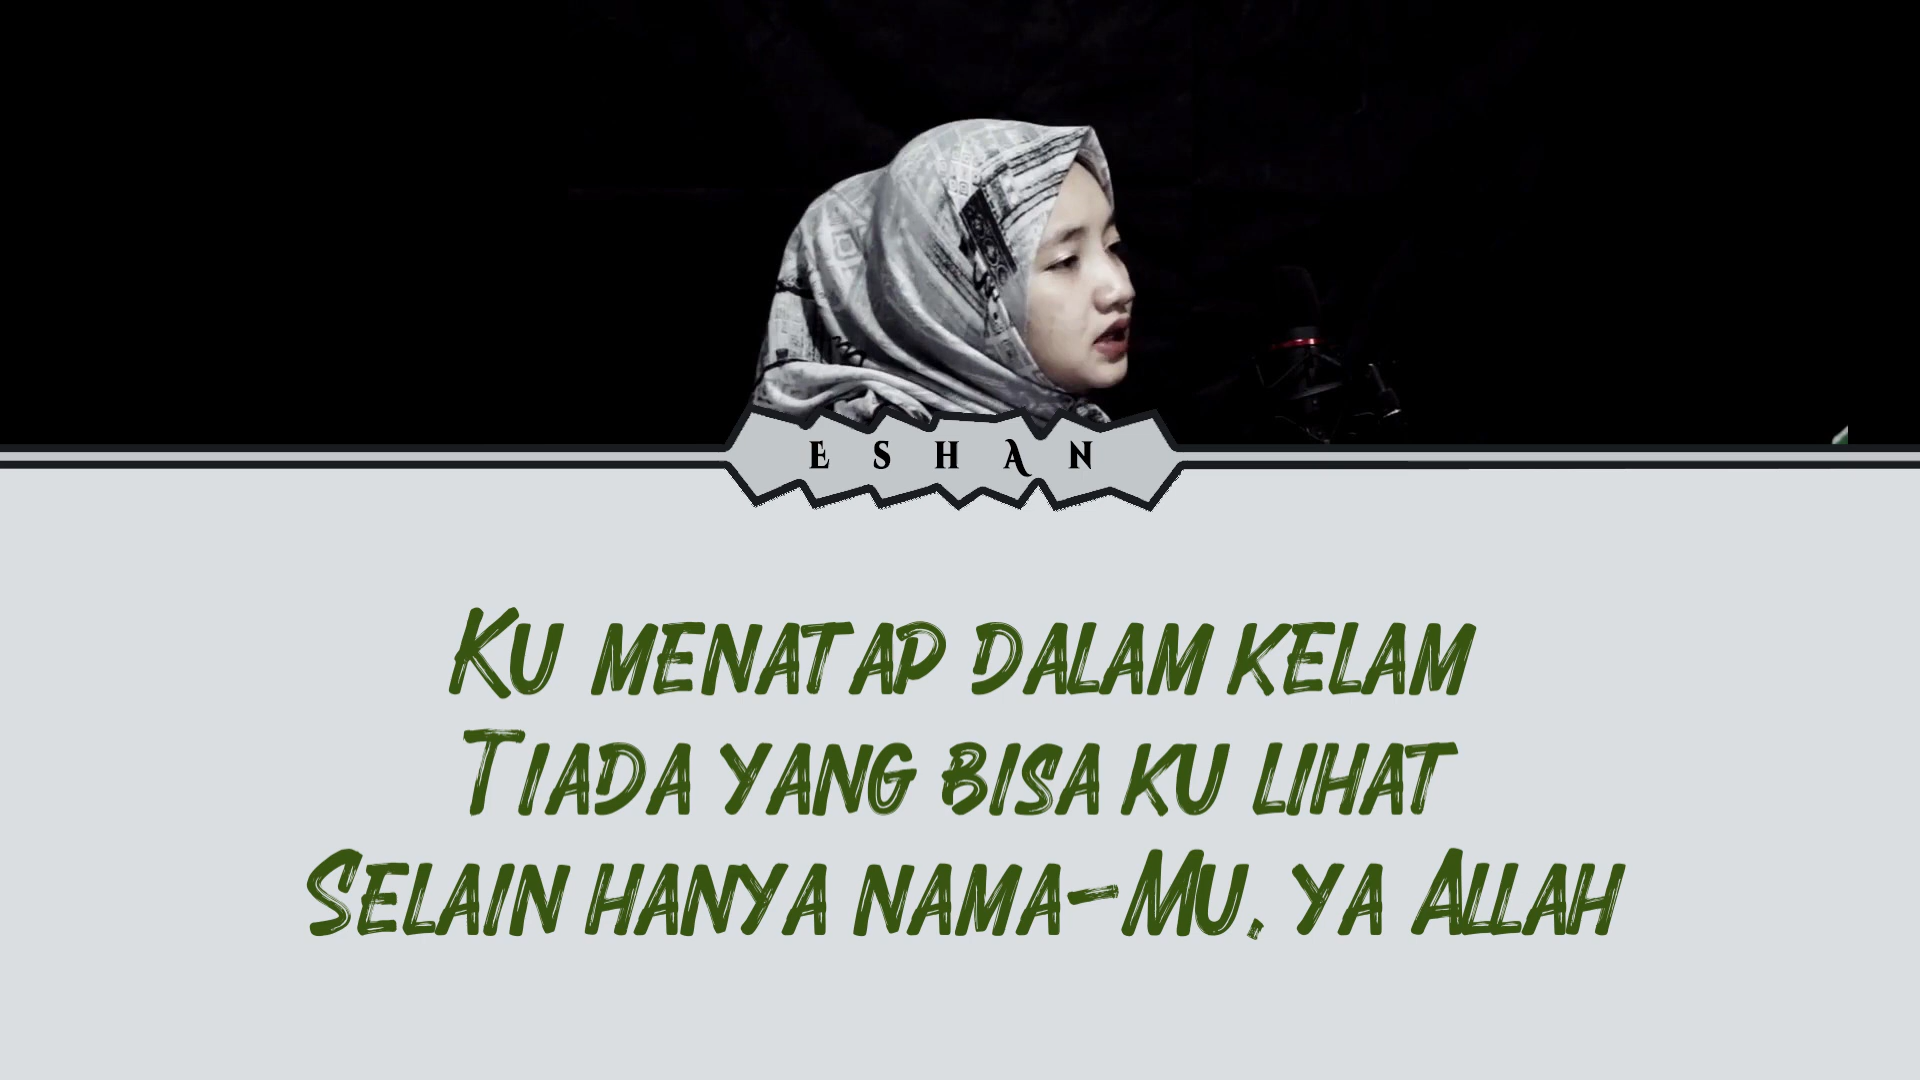 ESHAN
Ku menatap dalam kelam
Tiada yang bisa ku lihat
Selain hanya nama-Mu, ya Allah